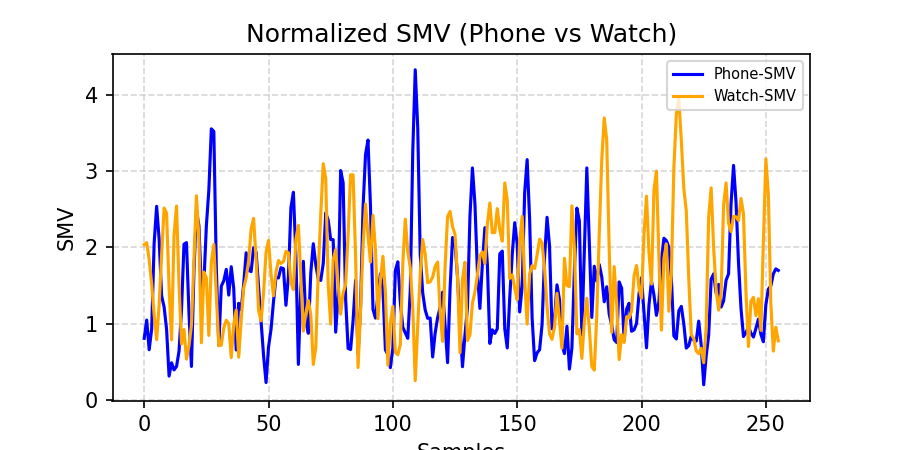 Normalized SMV (Phone vs Watch)
Phone-SMV
Watch-SMV
4
3
2
1
0
SMV
0 50 100 150 200 250
Samples